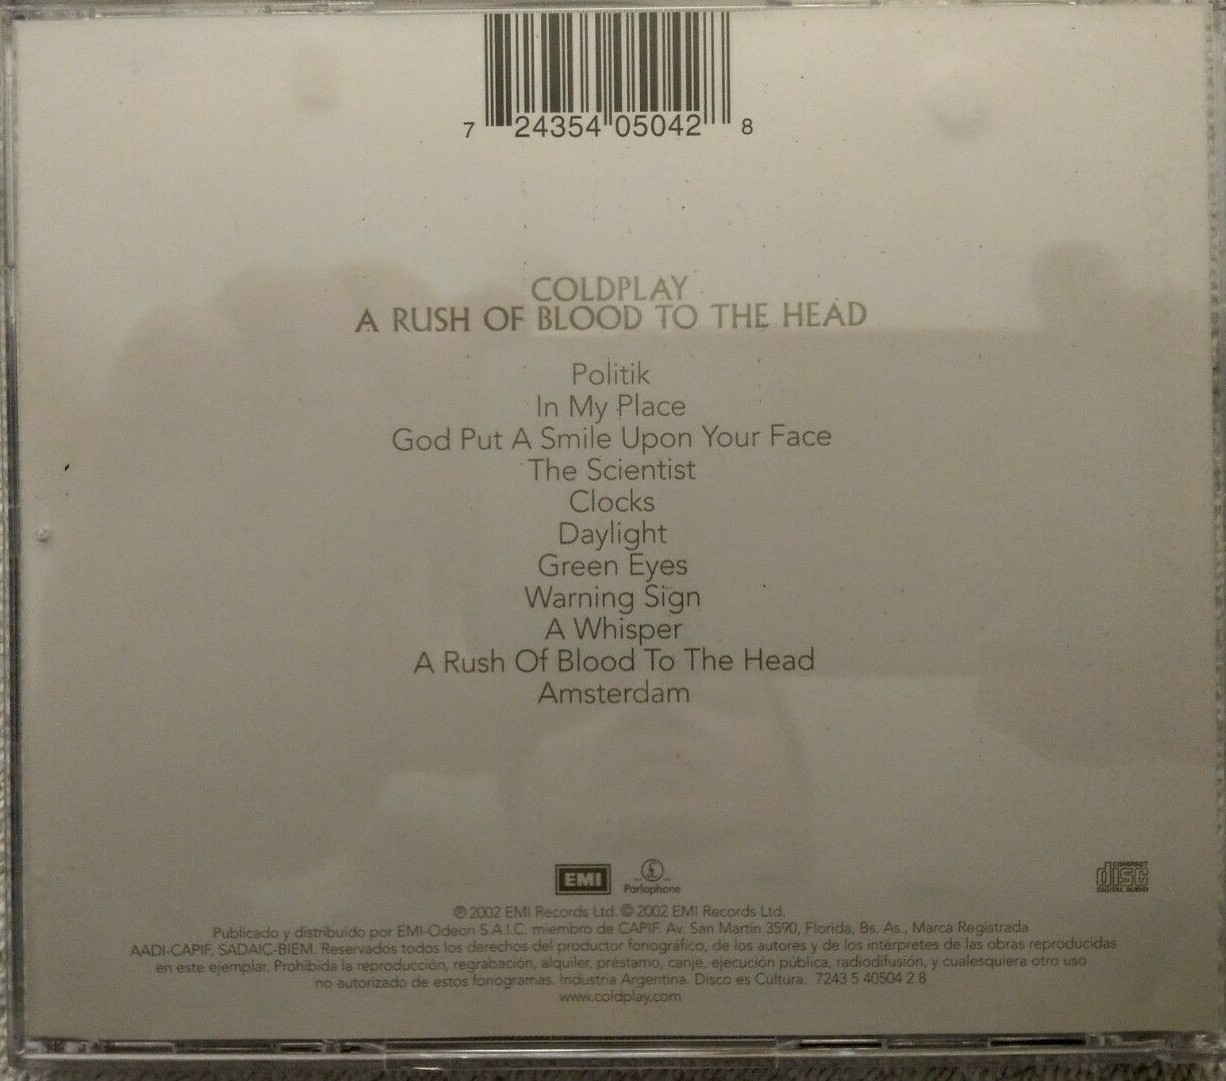 7 24354 05042 8
COLDPLAY
A RUSH OF BLOOD TO THE HEAD
Politik
In My Place
God Put A Smile Upon Your Face
The Scientist
Clocks
Daylight
Green Eyes
Warning Sign
A Whisper
A Rush Of Blood To The Head
Amsterdam
EMI
Parlophone
COMPACT
disc
DIGITAL AUDIO
℗ 2002 EMI Records Ltd. © 2002 EMI Records Ltd.
Publicado y distribuido por EMI-Odeon S.A.I.C. miembro de CAPIF. Av. San Martín 3590, Florida, Bs. As., Marca Registrada
AADI-CAPIF, SADAIC-BIEM. Reservados todos los derechos del productor fonográfico, de los autores y de los intérpretes de las obras reproducidas
en este ejemplar. Prohibida la reproducción, regrabación, alquiler, préstamo, canje, ejecución pública, radiodifusión, y cualesquiera otro uso
no autorizado de estos fonogramas. Industria Argentina. Disco es Cultura. 7243 5 40504 2 8
www.coldplay.com